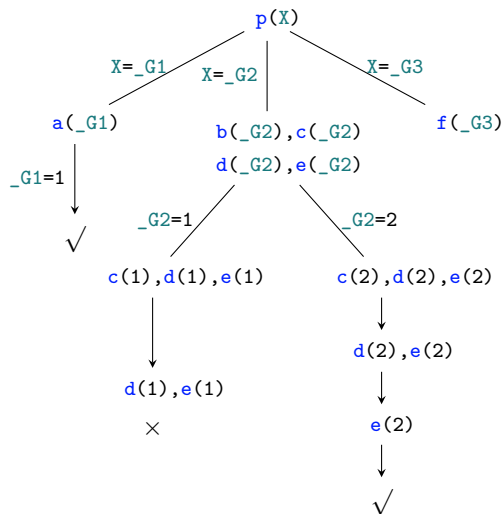 p(X)
X=_G1 X=_G2 X=_G3
a(_G1) b(_G2),c(_G2) f(_G3)
d(_G2),e(_G2)
_G1=1
√
_G2=1 _G2=2
c(1),d(1),e(1) c(2),d(2),e(2)
d(2),e(2)
d(1),e(1)
×
e(2)
√